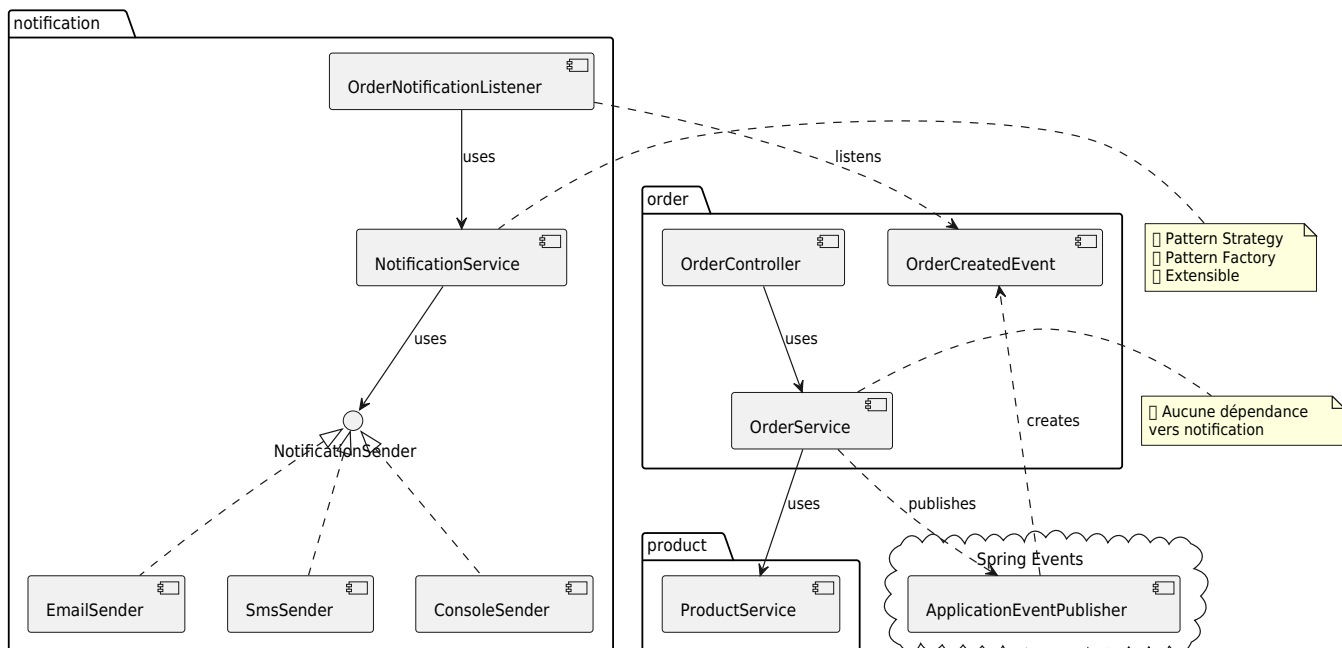 notification
OrderNotificationListener
uses
listens
order
NotificationService
OrderController
OrderCreatedEvent
Pattern Strategy
Pattern Factory
Extensible
uses
uses
OrderService
creates
Aucune dépendance
vers notification
NotificationSender
uses
publishes
product
Spring Events
EmailSender
SmsSender
ConsoleSender
ProductService
ApplicationEventPublisher